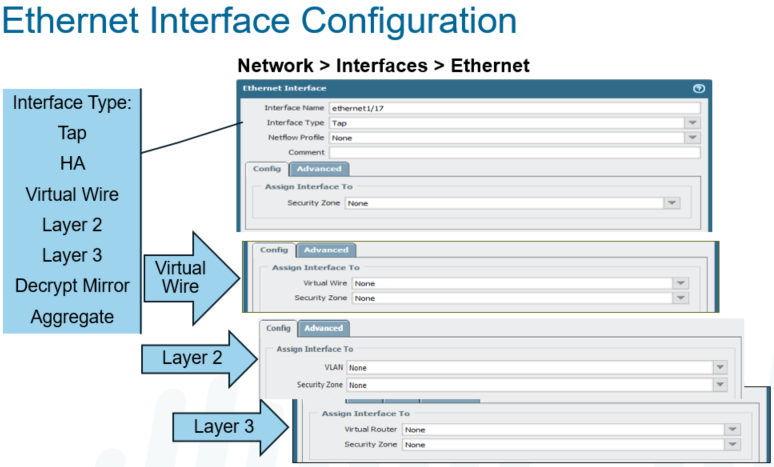 Ethernet Interface Configuration
Network > Interfaces > Ethernet
Interface Type:
Tap
HA
Virtual Wire
Layer 2
Layer 3
Decrypt Mirror
Aggregate
Ethernet Interface
Interface Name ethernet1/17
Interface Type Tap
Netflow Profile None
Comment
Config Advanced
Assign Interface To
Security Zone None
Virtual
Wire
Config Advanced
Assign Interface To
Virtual Wire None
Security Zone None
Layer 2
Config Advanced
Assign Interface To
VLAN None
Security Zone None
Layer 3
Assign Interface To
Virtual Router None
Security Zone None